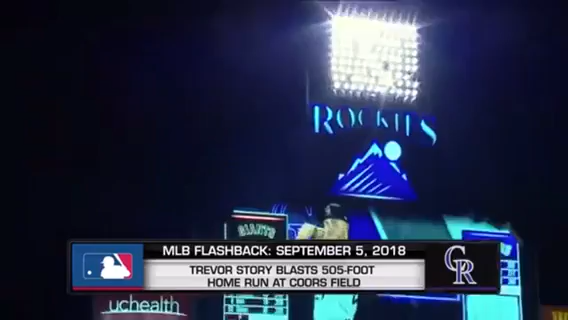 ROCKIES
GIANTS
MLB FLASHBACK: SEPTEMBER 5, 2018
TREVOR STORY BLASTS 505-FOOT
HOME RUN AT COORS FIELD
CR
uchealth